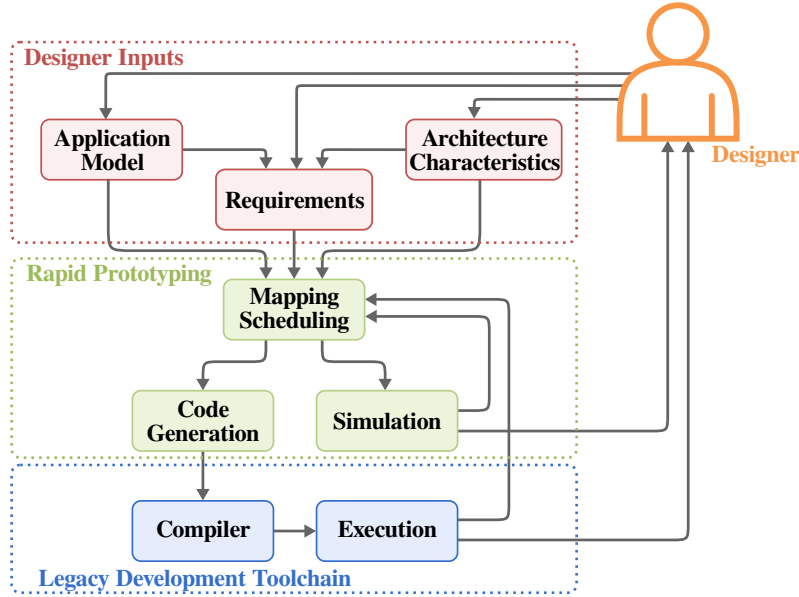 Designer Inputs
Application
Model
Architecture
Characteristics
Designer
Requirements
Rapid Prototyping
Mapping
Scheduling
Code
Generation
Simulation
Compiler
Execution
Legacy Development Toolchain